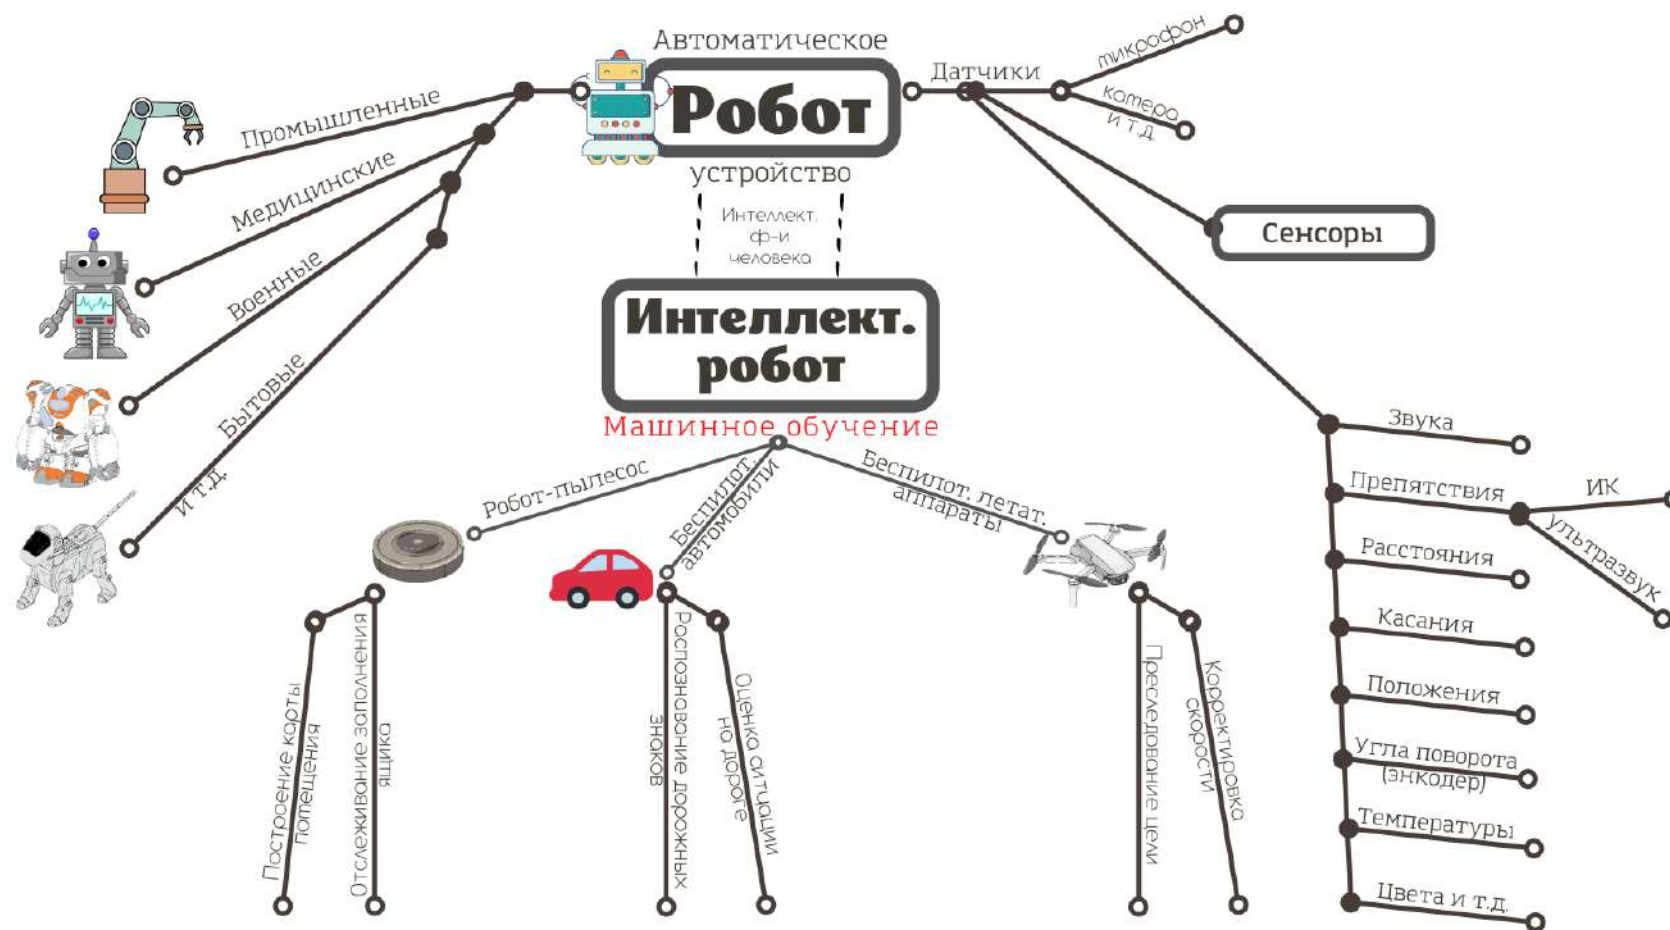 Автоматическое
Робот
устройство
Интеллект.
ф-и
человека
Интеллект.
робот
Машинное обучение
Промышленные
Медицинские
Военные
Бытовые
и т.д.
Датчики
микрофон
камера
и т.д.
Сенсоры
Звука
Препятствия
ИК
ультразвук
Расстояния
Касания
Положения
Угла поворота
(энкодер)
Температуры
Цвета и т.д.
Робот-пылесос
Построение карты
помещения
Отслеживание заполнения
ящика
Беспилот.
автомобили
Распознавание дорожных
знаков
Оценка ситуации
на дороге
Беспилот. летат.
аппараты
Преследование цели
Корректировка
скорости